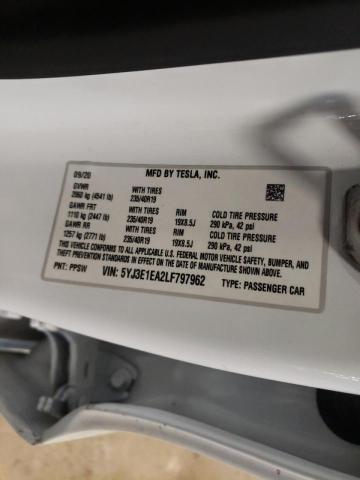 09/20 MFD BY TESLA, INC.
GVWR WITH TIRES
2060 kg (4541 lb) 235/40R19
GAWR FRT WITH TIRES RIM COLD TIRE PRESSURE
1110 kg (2447 lb) 235/40R19 19X8.5J 290 kPa, 42 psi
GAWR RR WITH TIRES RIM COLD TIRE PRESSURE
1257 kg (2771 lb) 235/40R19 19X8.5J 290 kPa, 42 psi
THIS VEHICLE CONFORMS TO ALL APPLICABLE FEDERAL MOTOR VEHICLE SAFETY, BUMPER, AND
THEFT PREVENTION STANDARDS IN EFFECT ON THE DATE OF MANUFACTURE SHOWN ABOVE.
PNT: PPSW VIN: 5YJ3E1EA2LF797962 TYPE: PASSENGER CAR